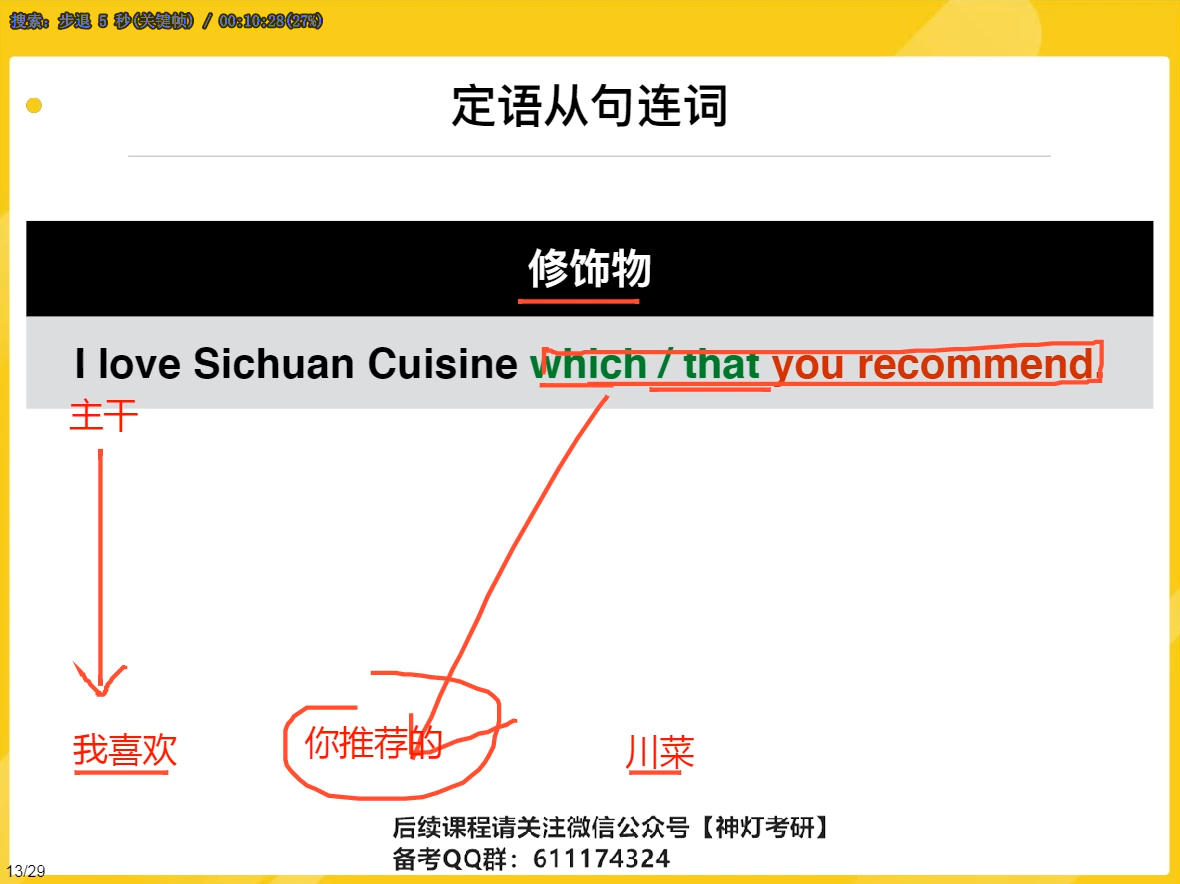 搜索: 步退 5 秒(关键帧) / 00:10:28(27%)
定语从句连词
修饰物
I love Sichuan Cuisine which / that you recommend.
主干
我喜欢 你推荐的 川菜
后续课程请关注微信公众号【神灯考研】
备考QQ群：611174324
13/29